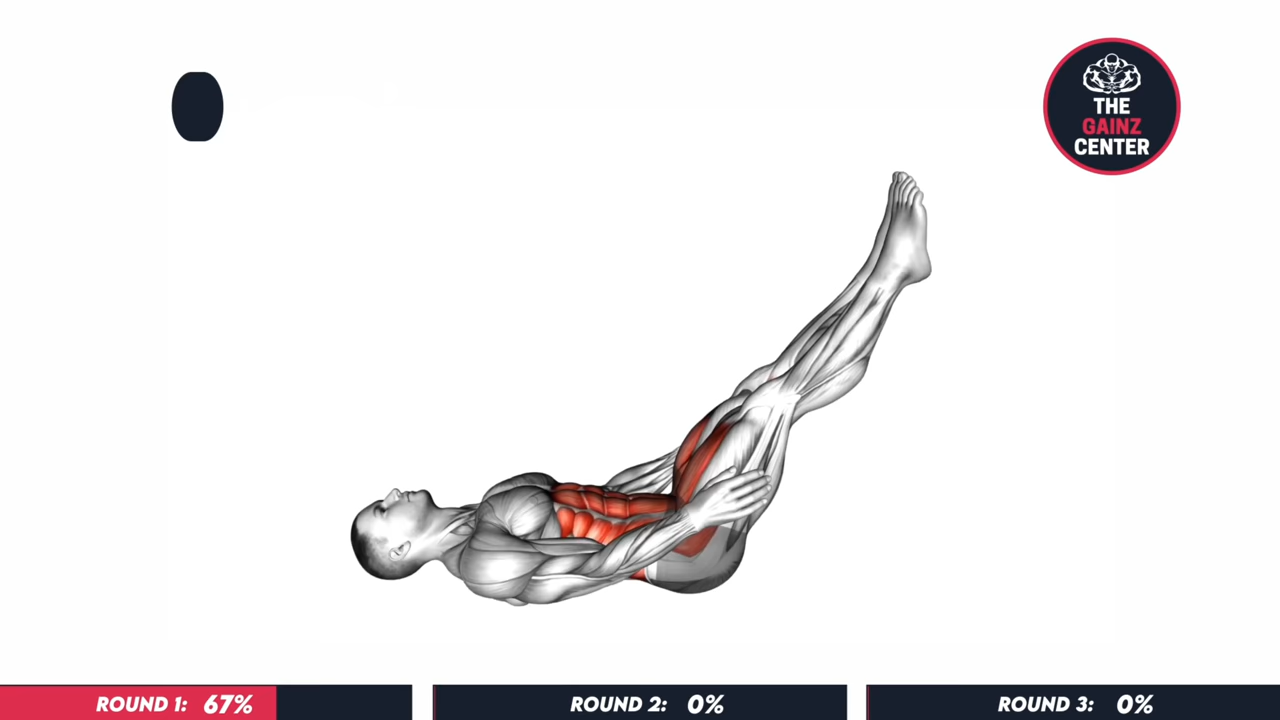 THE
GAINZ
CENTER
ROUND 1: 67%
ROUND 2: 0%
ROUND 3: 0%